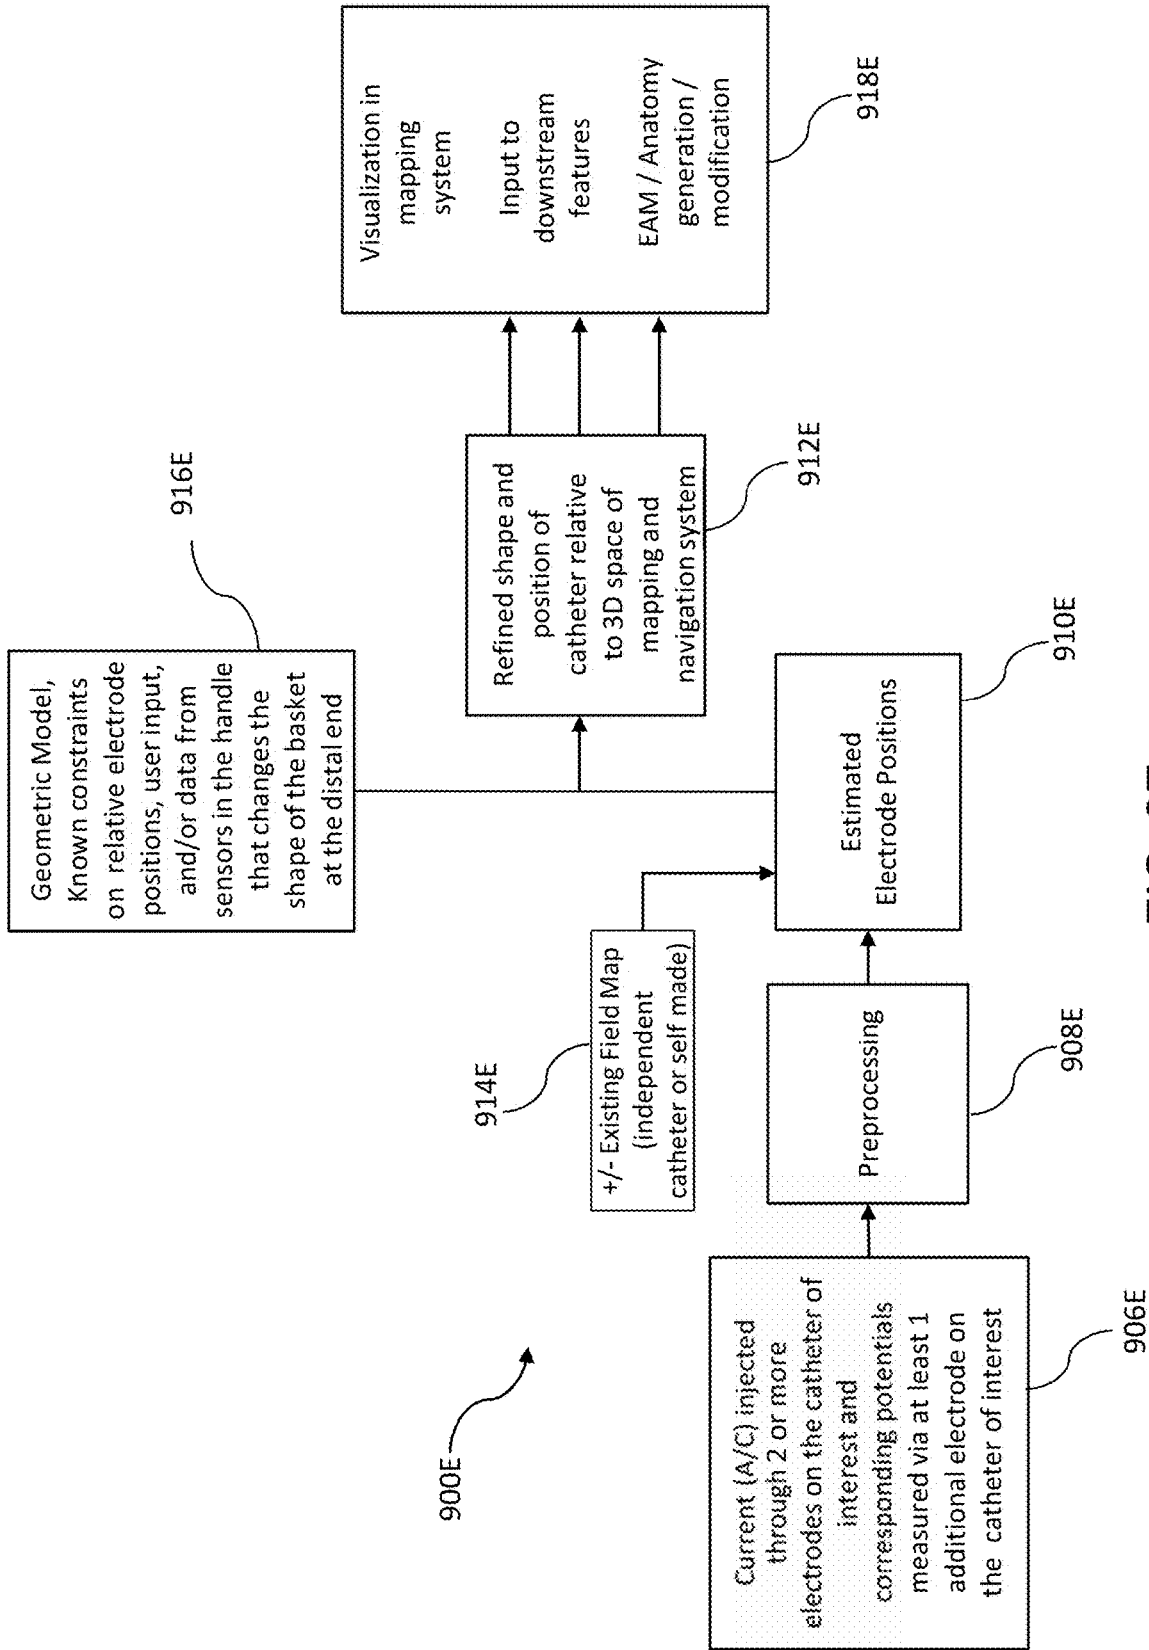 900E
Current (A/C) injected
through 2 or more
electrodes on the catheter of
interest and
corresponding potentials
measured via at least 1
additional electrode on
the catheter of interest
906E
Preprocessing
908E
+/- Existing Field Map
(independent
catheter or self made)
914E
Estimated
Electrode Positions
910E
Geometric Model,
Known constraints
on relative electrode
positions, user input,
and/or data from
sensors in the handle
that changes the
shape of the basket
at the distal end
916E
Refined shape and
position of
catheter relative
to 3D space of
mapping and
navigation system
912E
Visualization in
mapping
system
Input to
downstream
features
EAM / Anatomy
generation /
modification
918E